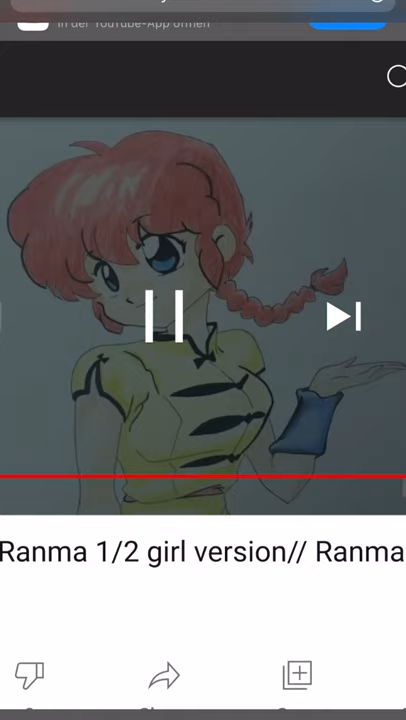 in der YouTube-App öffnen
Ranma 1/2 girl version// Ranma